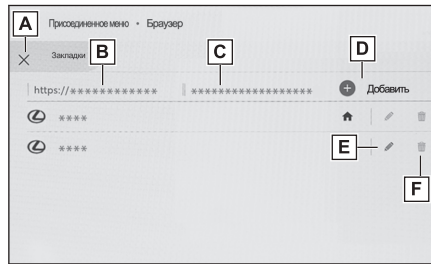 A Присоединенное меню • Браузер
Закладки B C D
https://************* ***************** Добавить
****
****
E
F